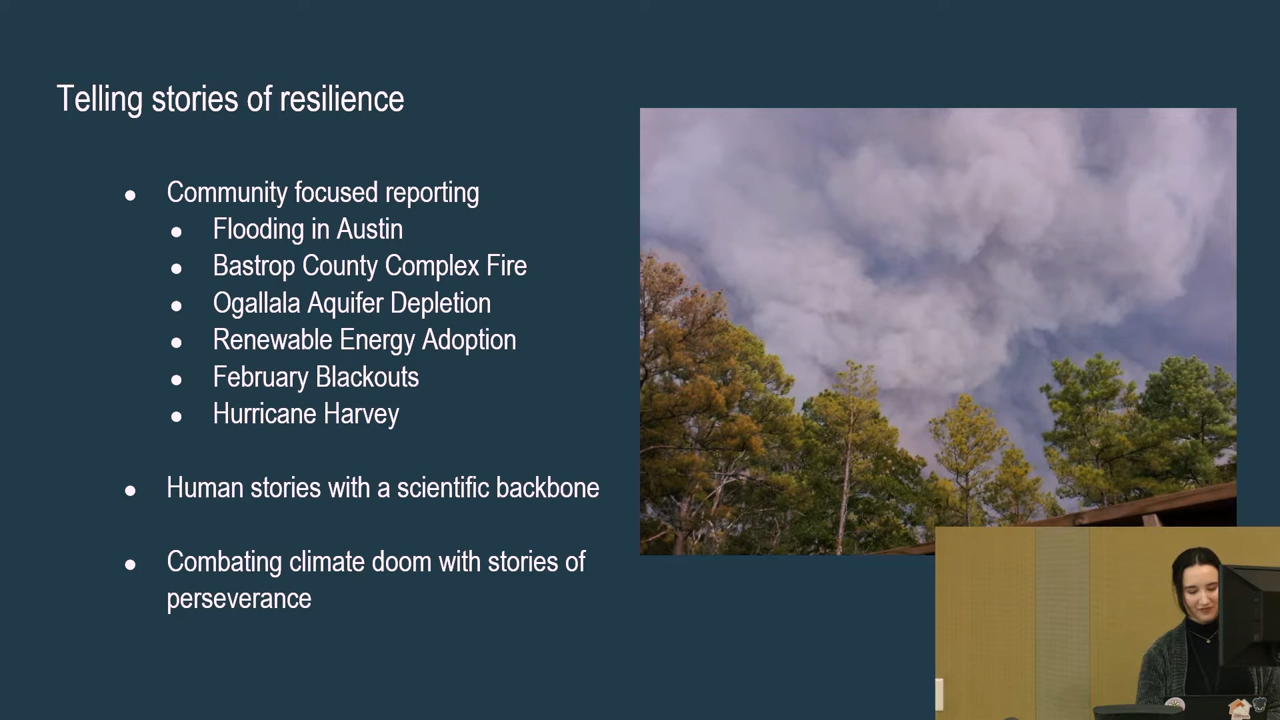 Telling stories of resilience
Community focused reporting
Flooding in Austin
Bastrop County Complex Fire
Ogallala Aquifer Depletion
Renewable Energy Adoption
February Blackouts
Hurricane Harvey
Human stories with a scientific backbone
Combating climate doom with stories of
perseverance